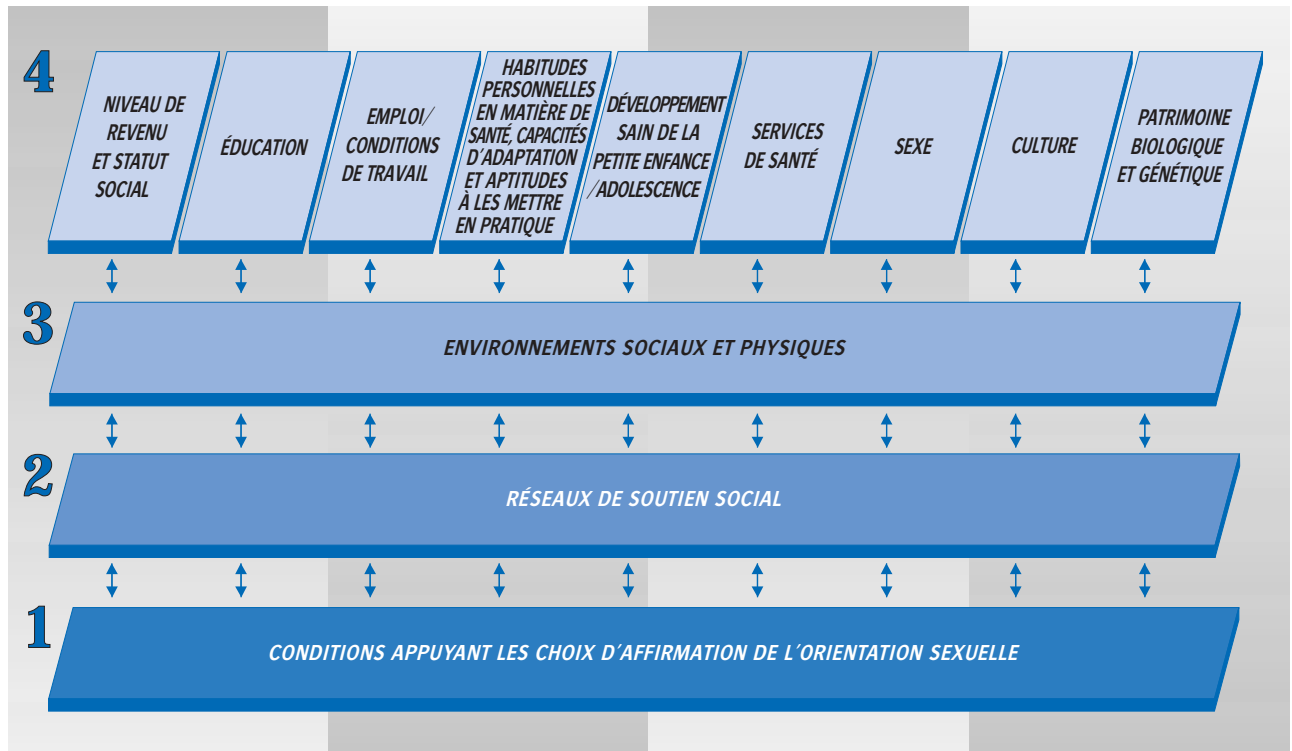 4
NIVEAU DE
REVENU
ET STATUT
SOCIAL
ÉDUCATION
EMPLOI/
CONDITIONS
DE TRAVAIL
HABITUDES
PERSONNELLES
EN MATIÈRE DE
SANTÉ, CAPACITÉS
D'ADAPTATION
ET APTITUDES
À LES METTRE
EN PRATIQUE
DÉVELOPPEMENT
SAIN DE LA
PETITE ENFANCE
/ADOLESCENCE
SERVICES
DE SANTÉ
SEXE
CULTURE
PATRIMOINE
BIOLOGIQUE
ET GÉNÉTIQUE
3
ENVIRONNEMENTS SOCIAUX ET PHYSIQUES
2
RÉSEAUX DE SOUTIEN SOCIAL
1
CONDITIONS APPUYANT LES CHOIX D'AFFIRMATION DE L'ORIENTATION SEXUELLE